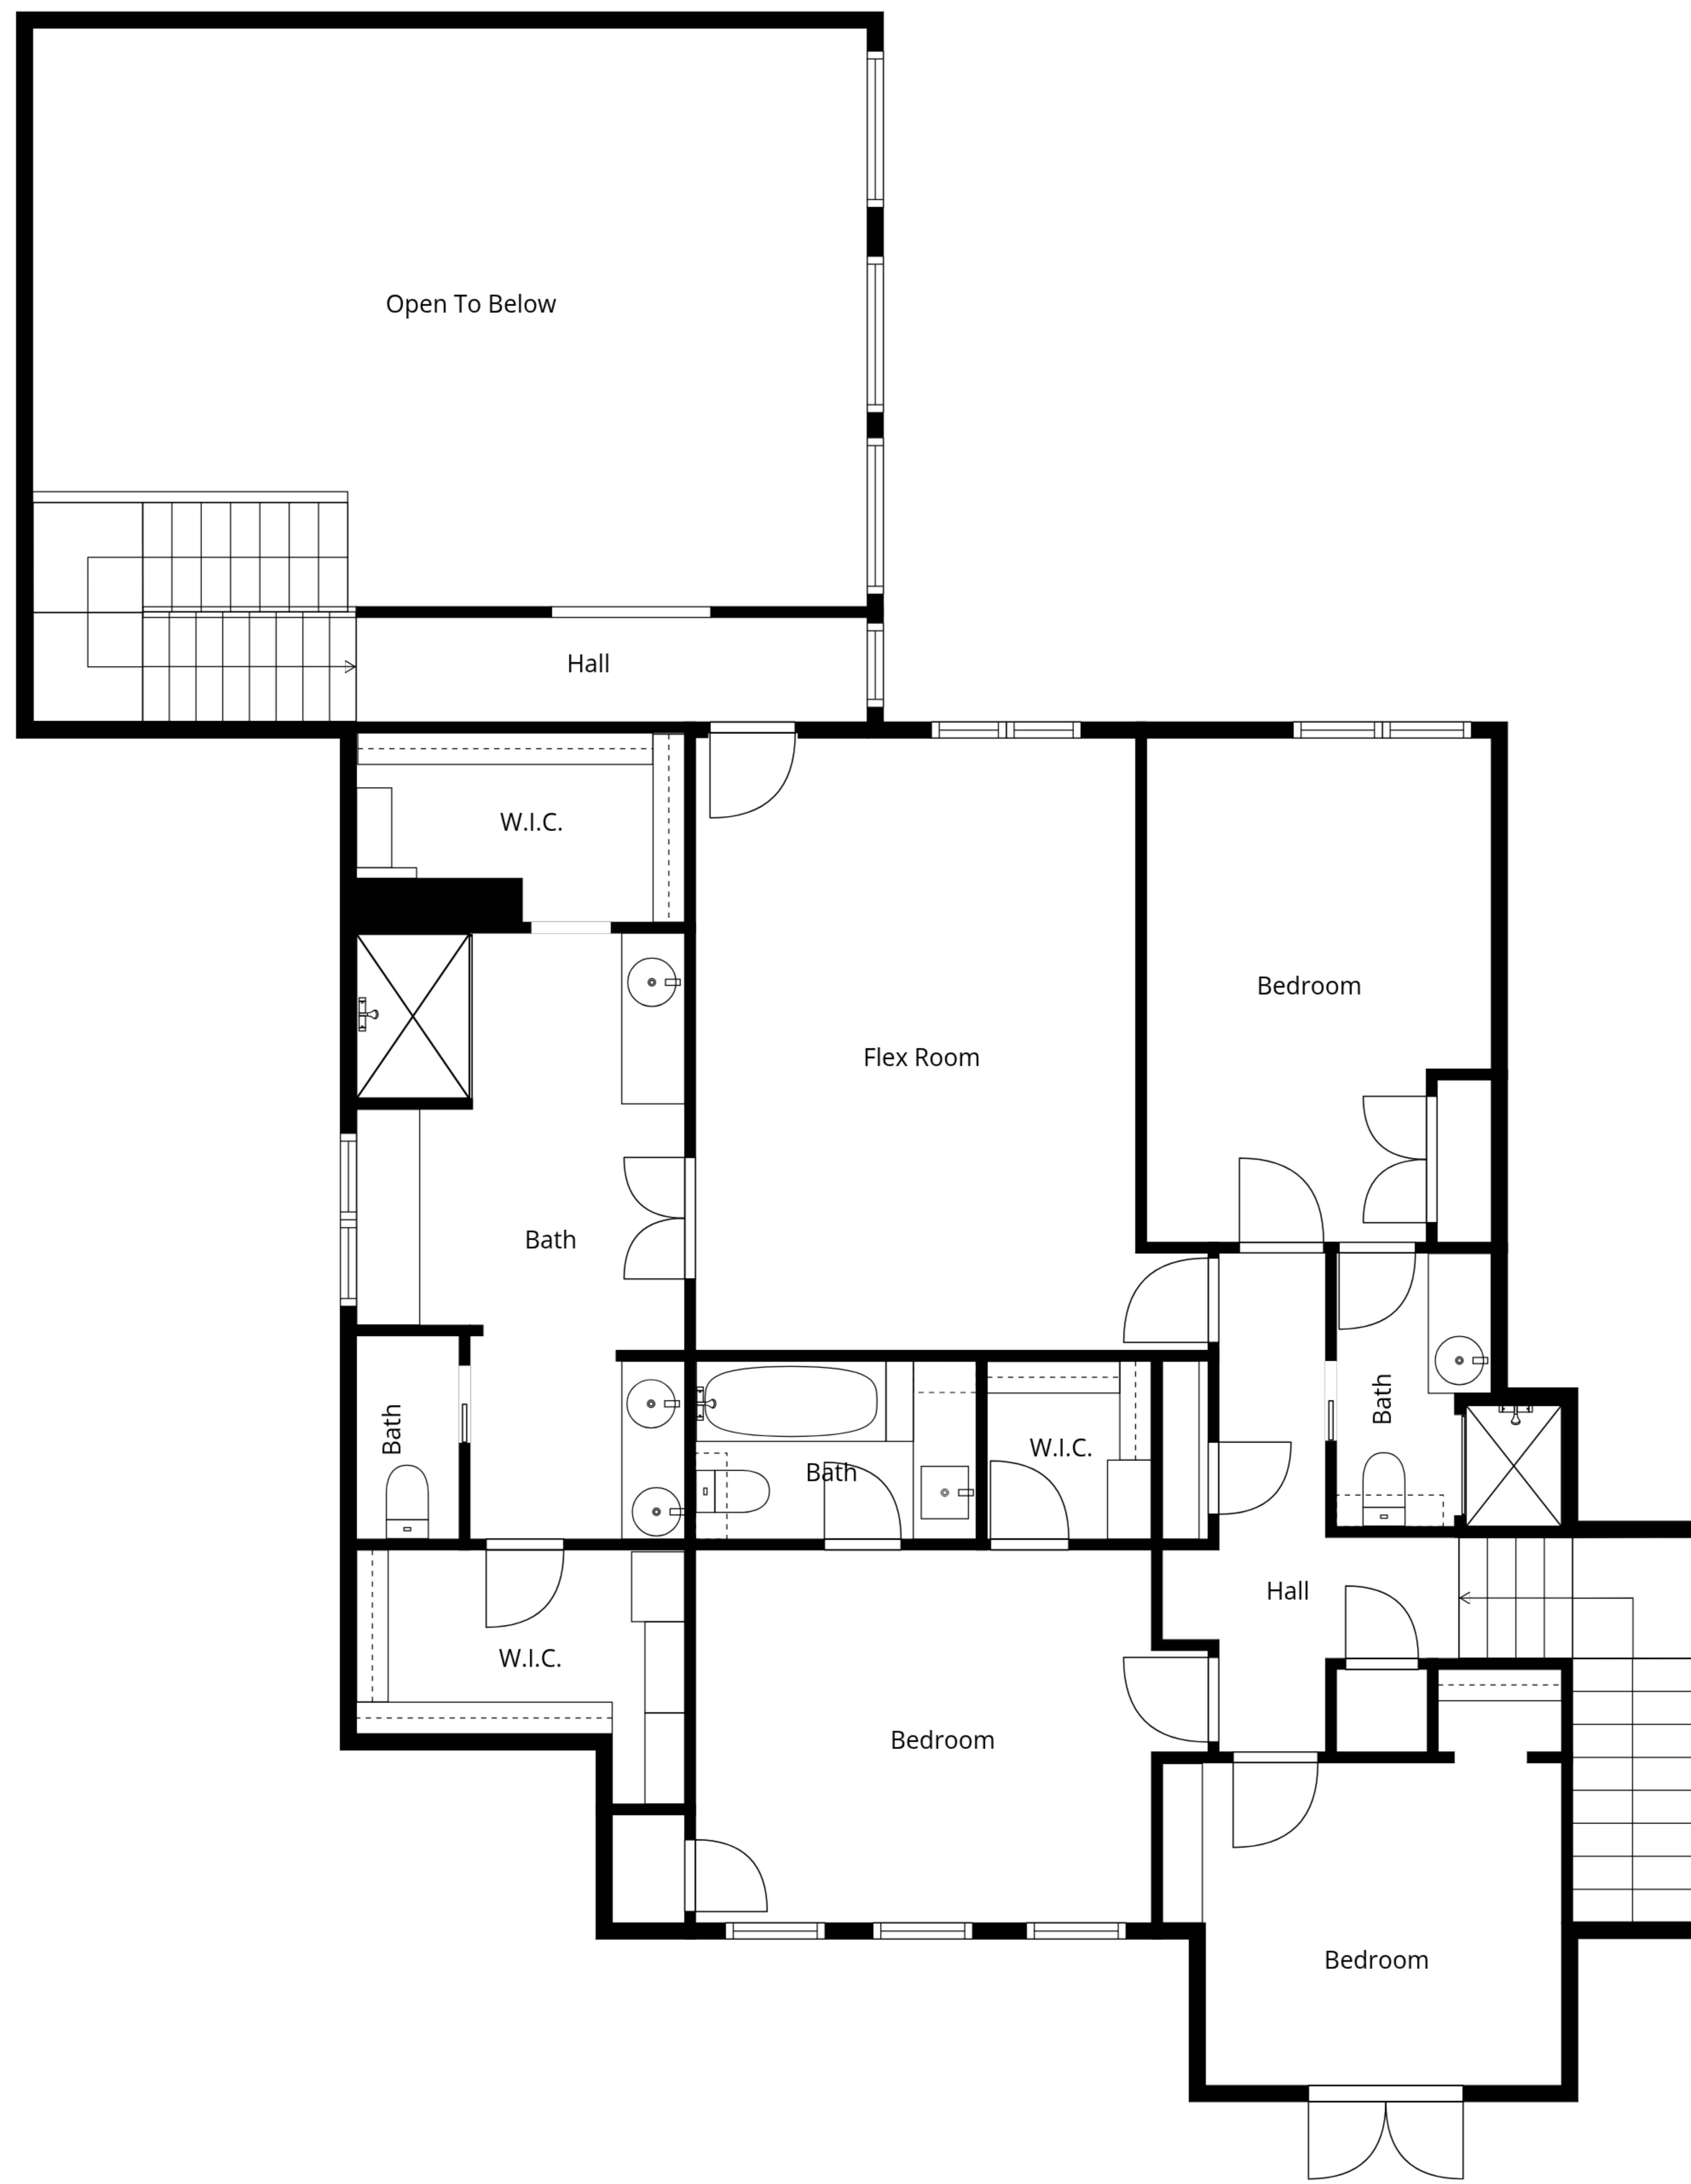 Open To Below
Hall
W.I.C.
Bedroom
Flex Room
Bath
Bath
Bath
W.I.C.
Bath
Hall
W.I.C.
Bedroom
Bedroom